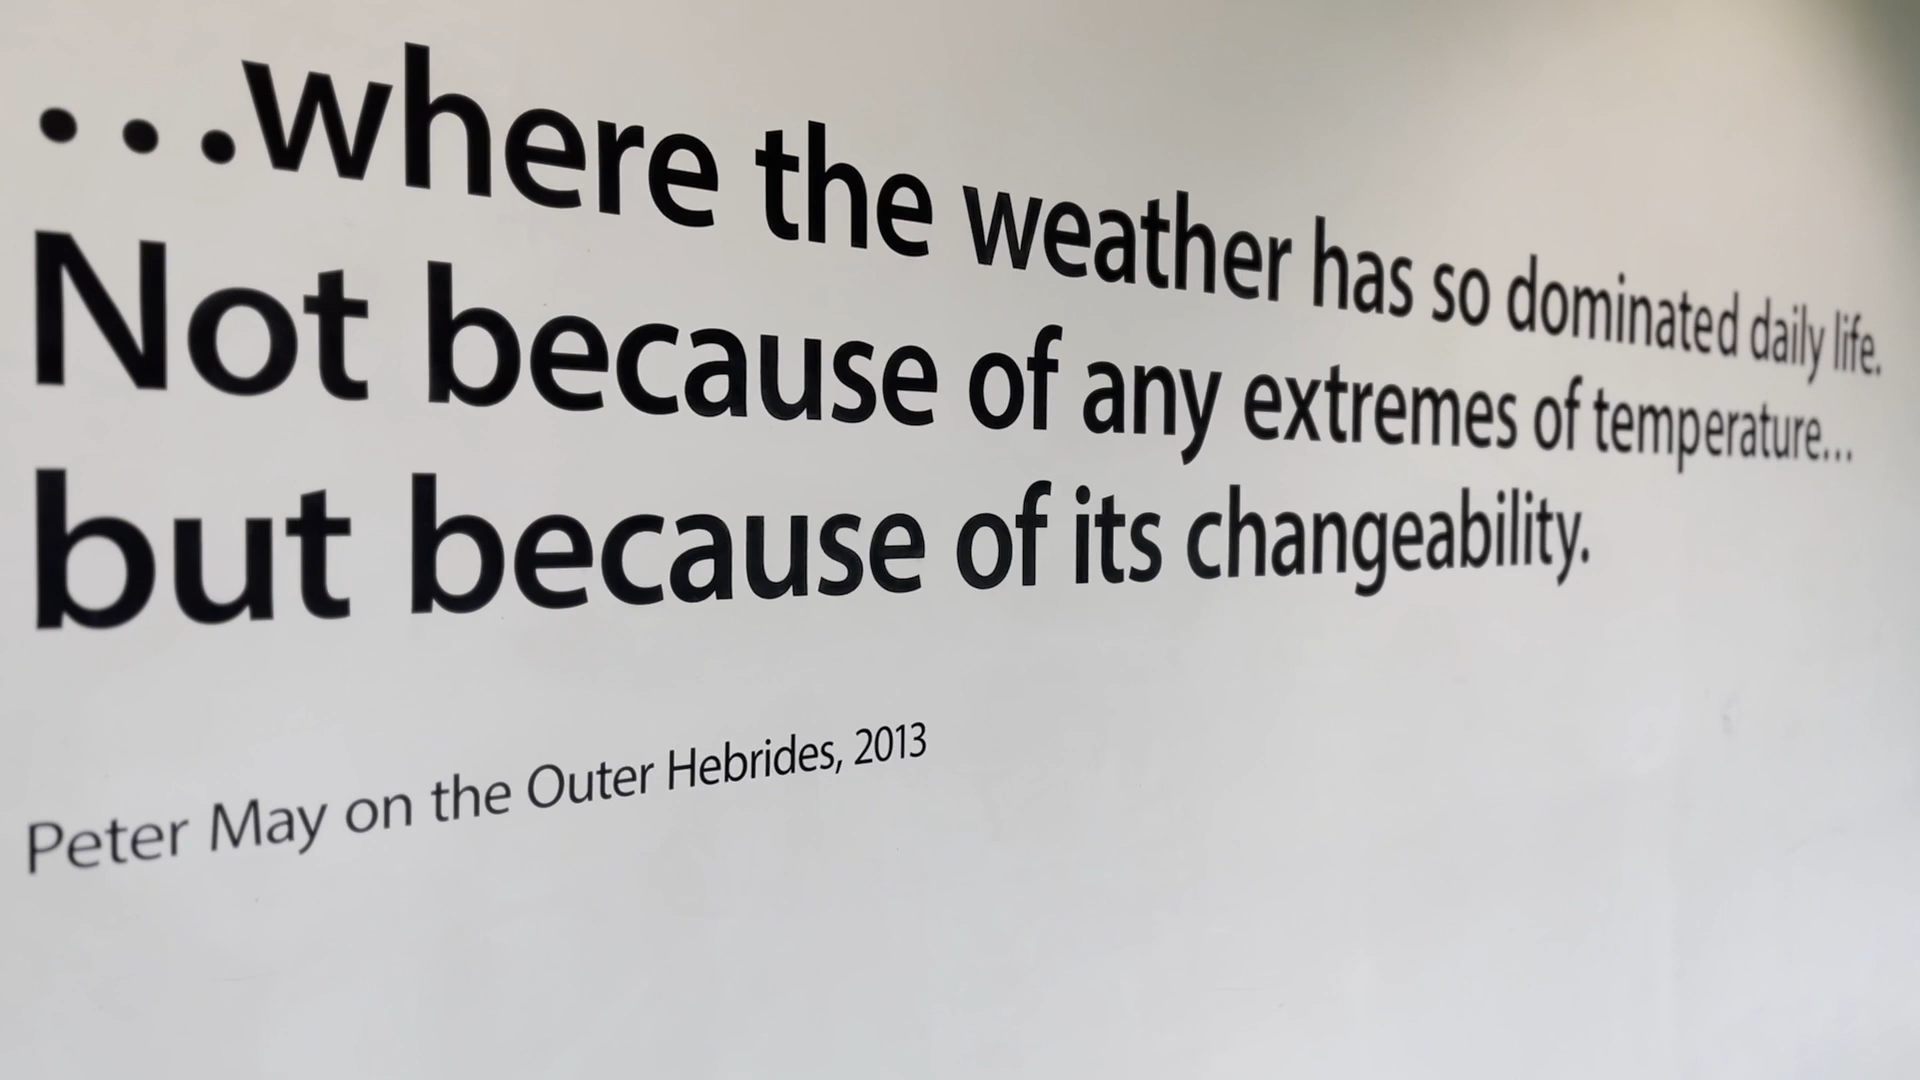 ...where the weather has so dominated daily life.
Not because of any extremes of temperature...
but because of its changeability.
Peter May on the Outer Hebrides, 2013